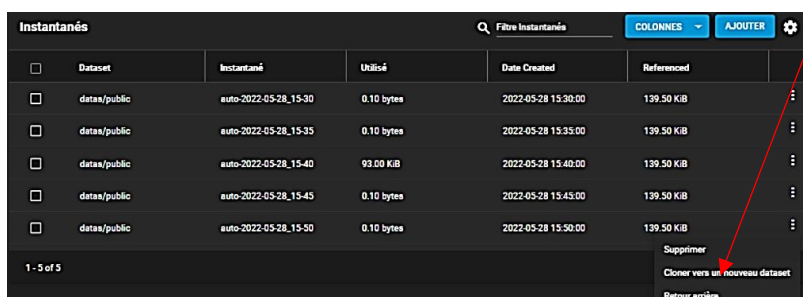 Instantanés Filtre Instantanés COLONNES AJOUTER
Dataset Instantané Utilisé Date Created Referenced
datas/public auto-2022-05-28_15-30 0.10 bytes 2022-05-28 15:30:00 139.50 KiB
datas/public auto-2022-05-28_15-35 0.10 bytes 2022-05-28 15:35:00 139.50 KiB
datas/public auto-2022-05-28_15-40 93.00 KiB 2022-05-28 15:40:00 139.50 KiB
datas/public auto-2022-05-28_15-45 0.10 bytes 2022-05-28 15:45:00 139.50 KiB
datas/public auto-2022-05-28_15-50 0.10 bytes 2022-05-28 15:50:00 139.50 KiB
Supprimer
1 - 5 of 5 Cloner vers un nouveau dataset
Retour arrière